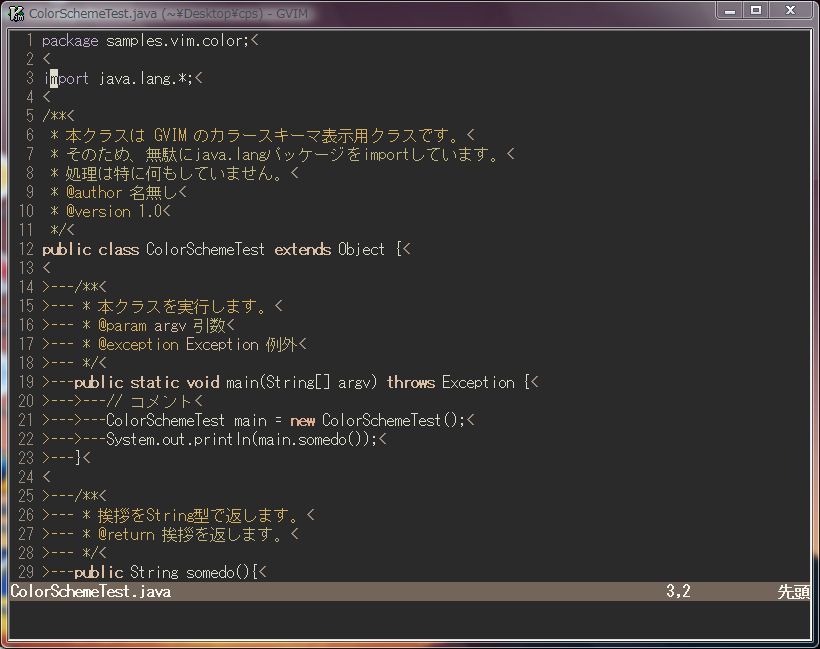 ColorSchemeTest.java (~¥Desktop¥cps) - GVIM
1 package samples.vim.color;<
2 <
3 import java.lang.*;<
4 <
5 /**<
6  * 本クラスは GVIM のカラースキーマ表示用クラスです。<
7  * そのため、無駄にjava.langパッケージをimportしています。<
8  * 処理は特に何もしていません。<
9  * @author 名無し<
10  * @version 1.0<
11  */<
12 public class ColorSchemeTest extends Object {<
13 <
14 >---/**<
15 >--- * 本クラスを実行します。<
16 >--- * @param argv 引数<
17 >--- * @exception Exception 例外<
18 >--- */<
19 >---public static void main(String[] argv) throws Exception {<
20 >--->---// コメント<
21 >--->---ColorSchemeTest main = new ColorSchemeTest();<
22 >--->---System.out.println(main.somedo());<
23 >---}<
24 <
25 >---/**<
26 >--- * 挨拶をString型で返します。<
27 >--- * @return 挨拶を返します。<
28 >--- */<
29 >---public String somedo(){<
ColorSchemeTest.java 3,2 先頭